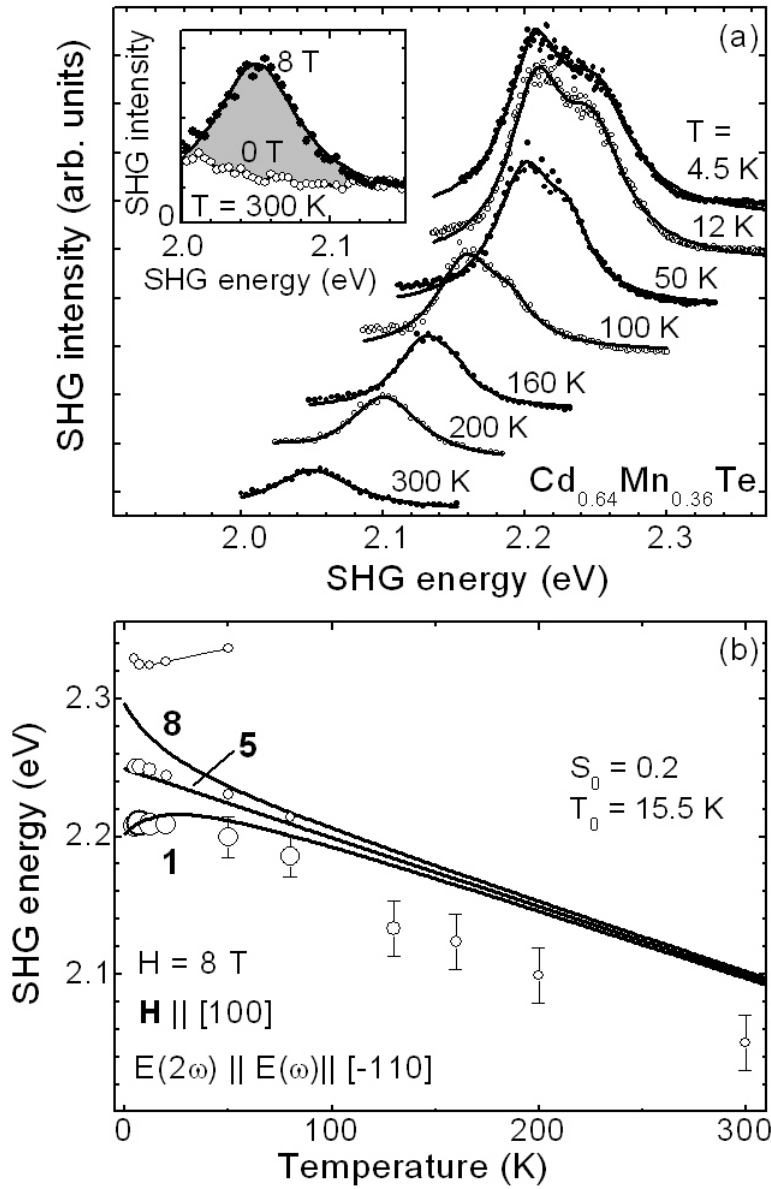 (a)
SHG intensity (arb. units)
SHG intensity
8 T
0 T
T = 300 K
0
2.0
2.1
SHG energy (eV)
T =
4.5 K
12 K
50 K
100 K
160 K
200 K
300 K
Cd0.64Mn0.36Te
2.0
2.1
2.2
2.3
SHG energy (eV)
(b)
SHG energy (eV)
2.3
2.2
2.1
8
5
1
S0 = 0.2
T0 = 15.5 K
H = 8 T
H || [100]
E(2ω) || E(ω)|| [-110]
0
100
200
300
Temperature (K)